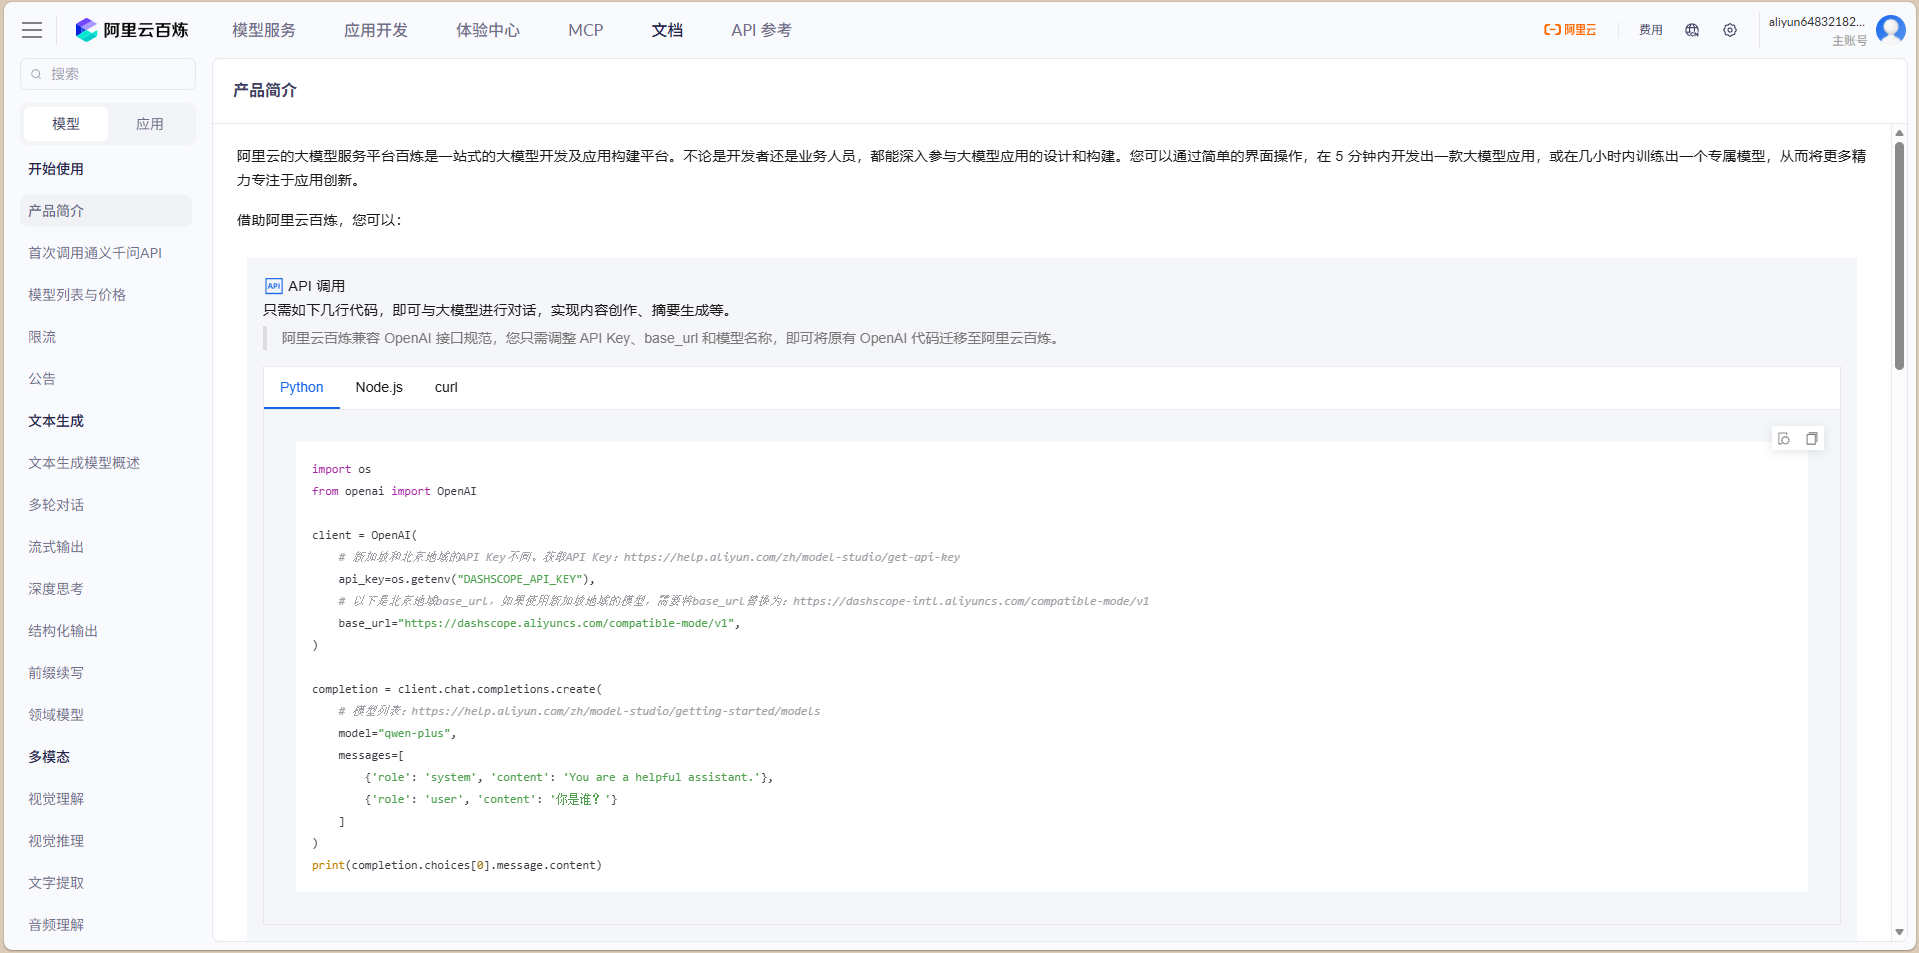 阿里云百炼
模型服务
应用开发
体验中心
MCP
文档
API 参考
阿里云
费用
aliyun64832182...
主账号
搜索
模型
应用
开始使用
产品简介
首次调用通义千问API
模型列表与价格
限流
公告
文本生成
文本生成模型概述
多轮对话
流式输出
深度思考
结构化输出
前缀续写
领域模型
多模态
视觉理解
视觉推理
文字提取
音频理解
产品简介
阿里云的大模型服务平台百炼是一站式的大模型开发及应用构建平台。不论是开发者还是业务人员，都能深入参与大模型应用的设计和构建。您可以通过简单的界面操作，在 5 分钟内开发出一款大模型应用，或在几小时内训练出一个专属模型，从而将更多精
力专注于应用创新。
借助阿里云百炼，您可以：
API API 调用
只需如下几行代码，即可与大模型进行对话，实现内容创作、摘要生成等。
阿里云百炼兼容 OpenAI 接口规范，您只需调整 API Key、base_url 和模型名称，即可将原有 OpenAI 代码迁移至阿里云百炼。
Python Node.js curl
import os
from openai import OpenAI
client = OpenAI(
    # 新加坡和北京地域的API Key不同。获取API Key：https://help.aliyun.com/zh/model-studio/get-api-key
    api_key=os.getenv("DASHSCOPE_API_KEY"),
    # 以下是北京地域base_url，如果使用新加坡地域的模型，需要将base_url替换为：https://dashscope-intl.aliyuncs.com/compatible-mode/v1
    base_url="https://dashscope.aliyuncs.com/compatible-mode/v1",
)
completion = client.chat.completions.create(
    # 模型列表：https://help.aliyun.com/zh/model-studio/getting-started/models
    model="qwen-plus",
    messages=[
        {'role': 'system', 'content': 'You are a helpful assistant.'},
        {'role': 'user', 'content': '你是谁？'}
    ]
)
print(completion.choices[0].message.content)